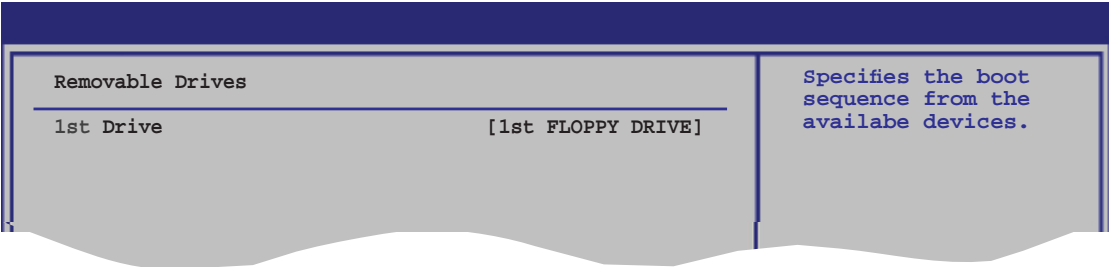 Removable Drives
1st Drive [1st FLOPPY DRIVE]
Specifies the boot
sequence from the
availabe devices.